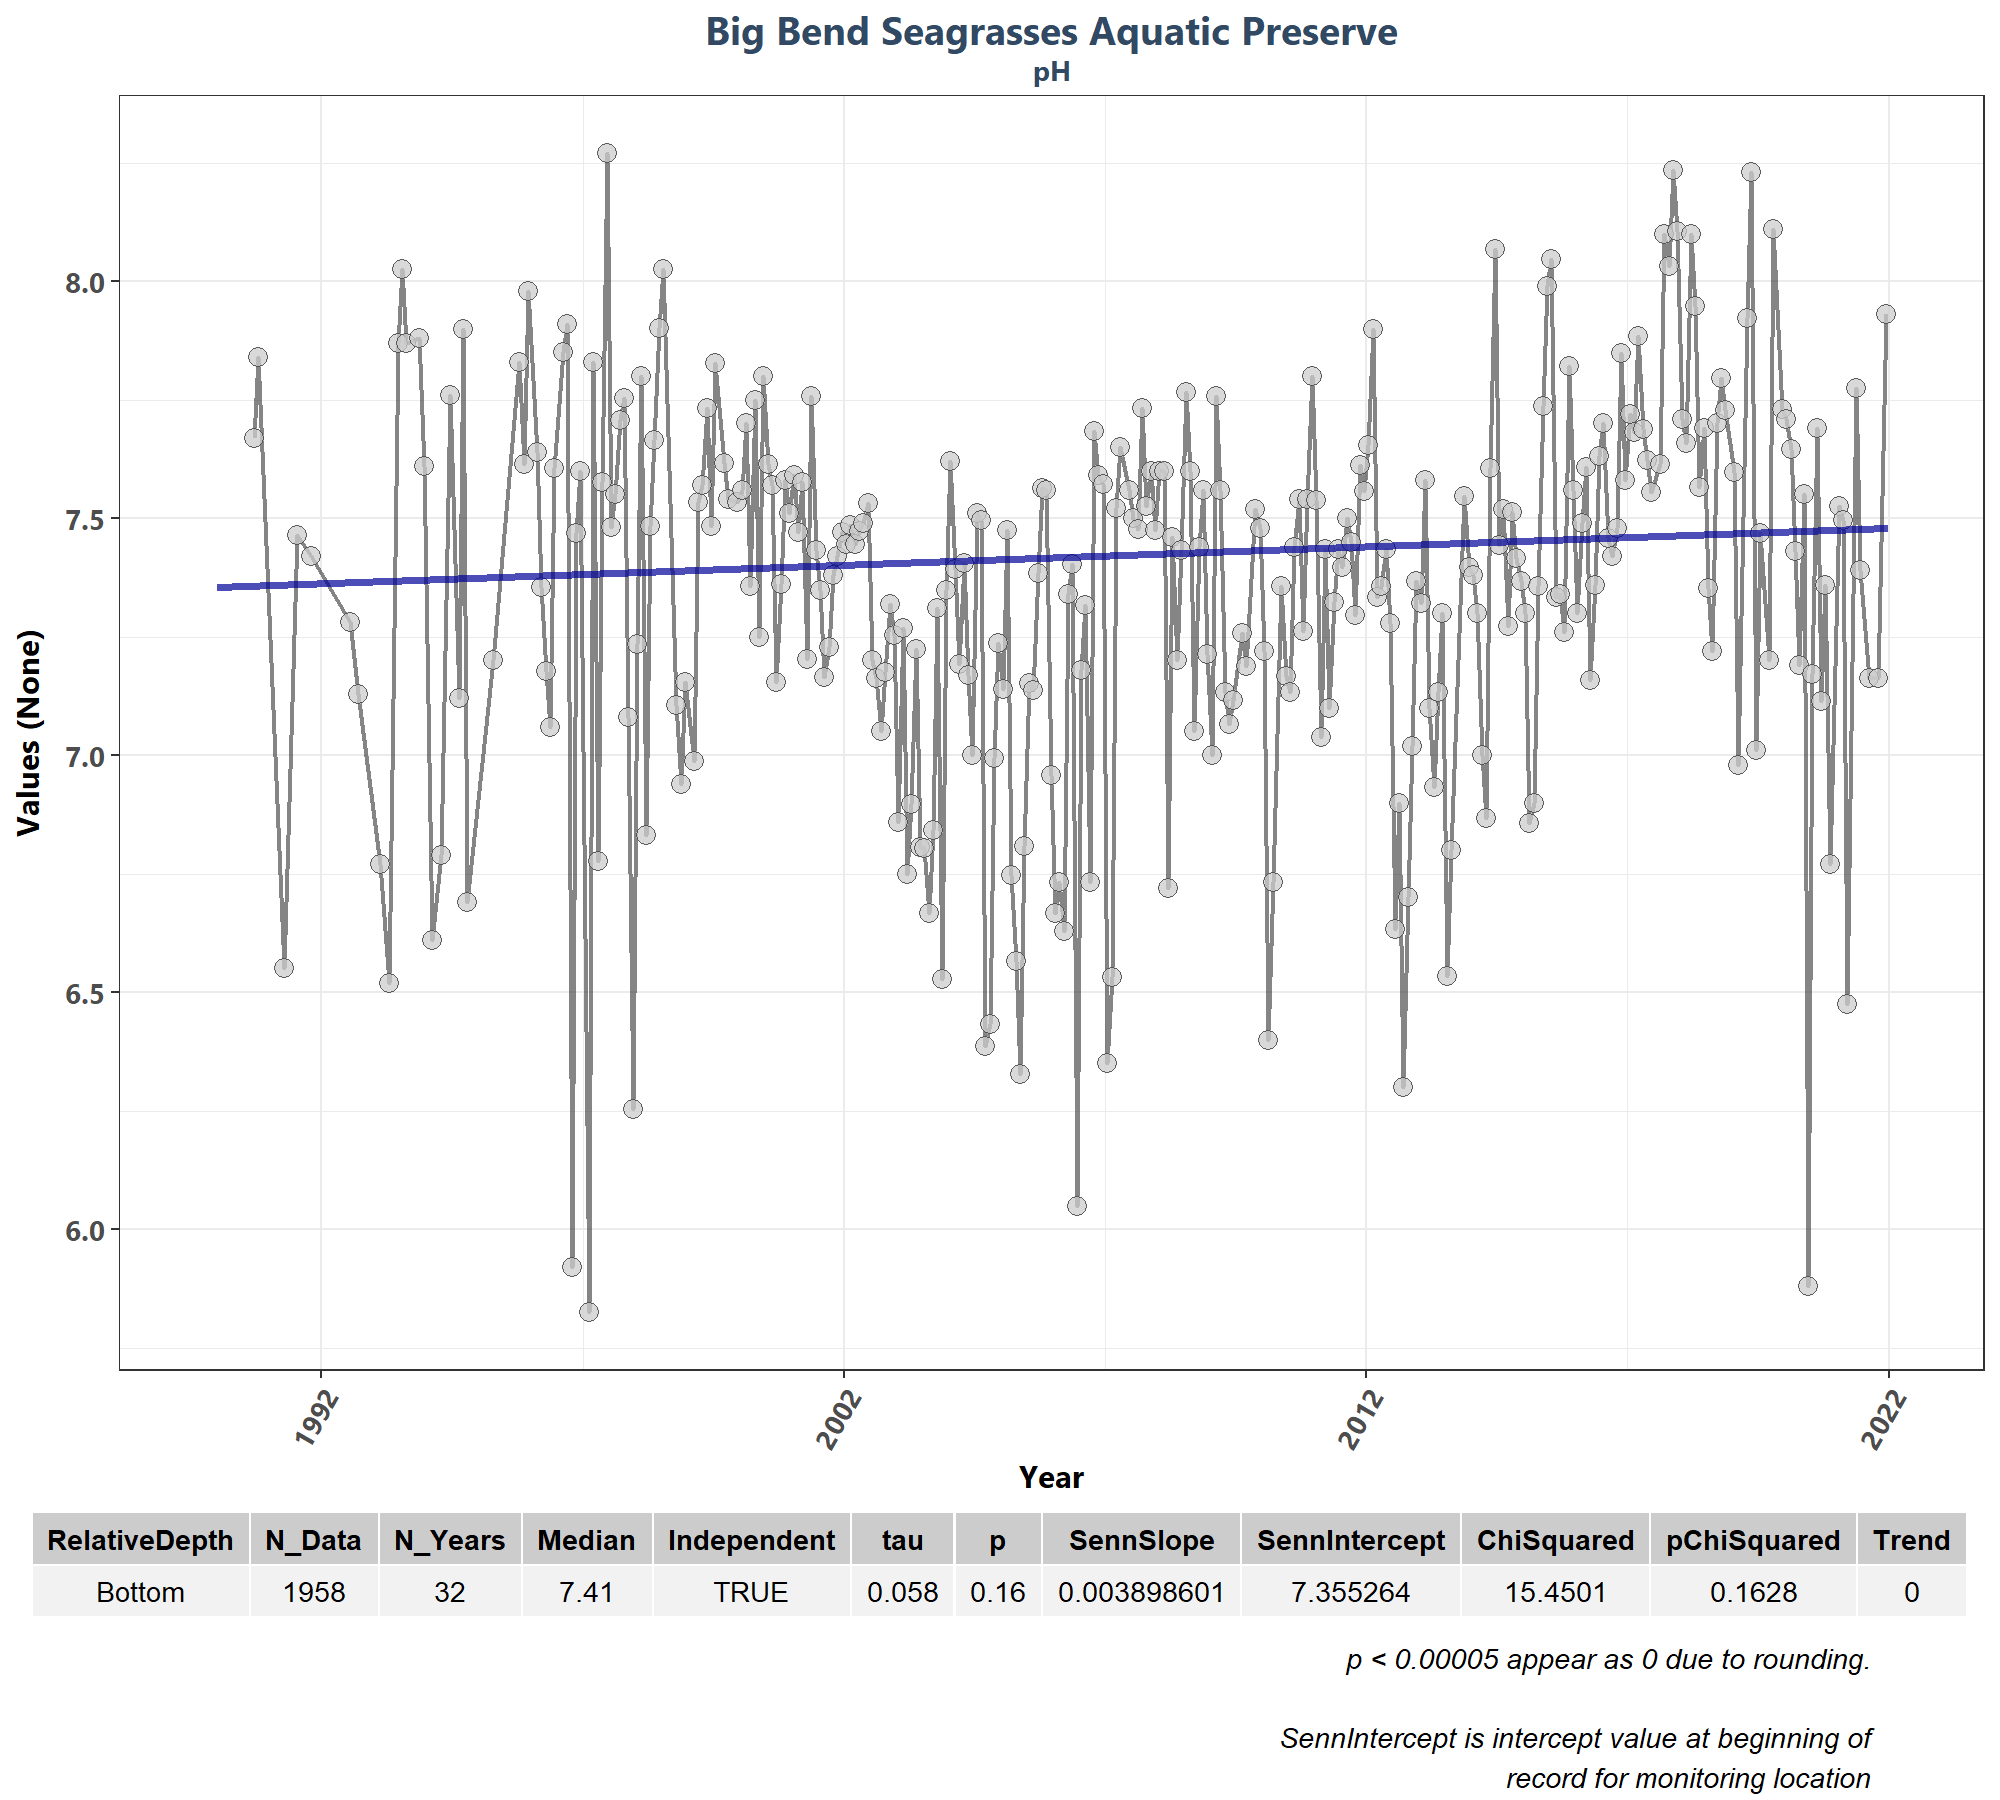 Big Bend Seagrasses Aquatic Preserve
pH
Values (None)
8.0
7.5
7.0
6.5
6.0
1992
2002
2012
2022
Year
RelativeDepth N_Data N_Years Median Independent tau p SennSlope SennIntercept ChiSquared pChiSquared Trend
Bottom 1958 32 7.41 TRUE 0.058 0.16 0.003898601 7.355264 15.4501 0.1628 0
p < 0.00005 appear as 0 due to rounding.
SennIntercept is intercept value at beginning of
record for monitoring location